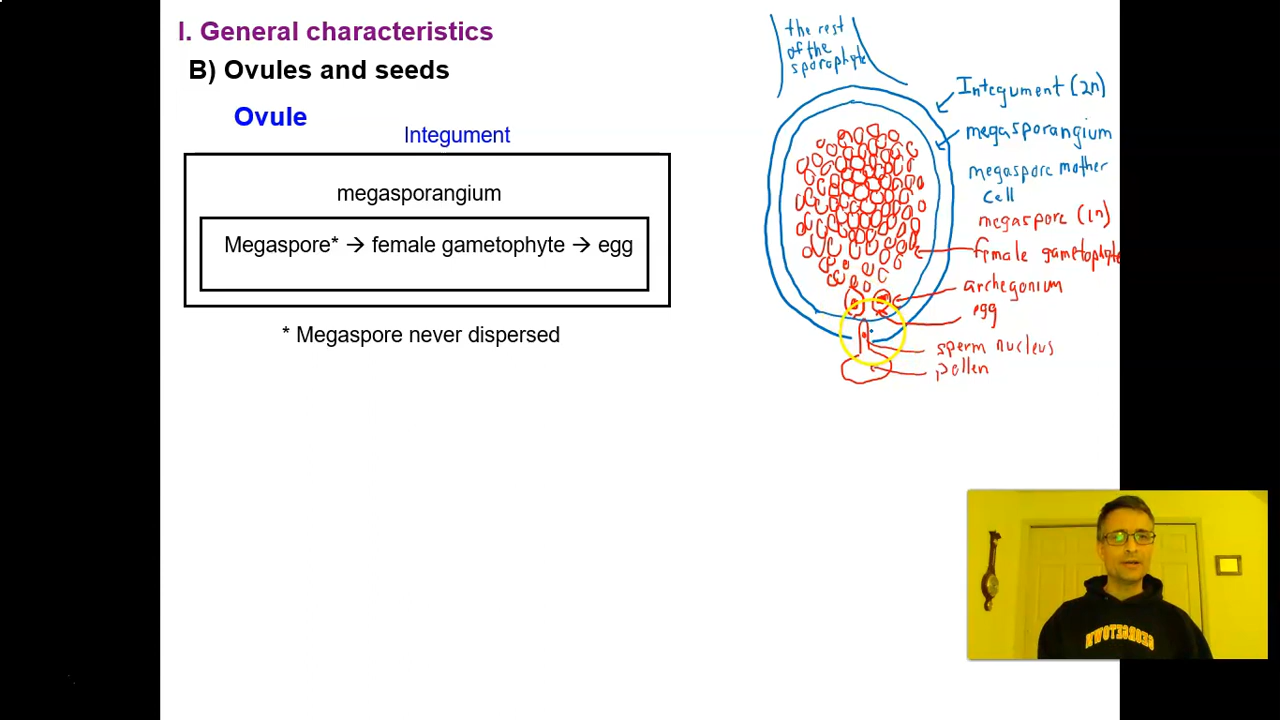 I. General characteristics
B) Ovules and seeds
Ovule
Integument
megasporangium
Megaspore* → female gametophyte → egg
* Megaspore never dispersed
the rest
of the
sporophyte
Integument (2n)
megasporangium
megaspore mother
cell
megaspore (1n)
female gametophyte
archegonium
egg
sperm nucleus
pollen
GEORGETOWN